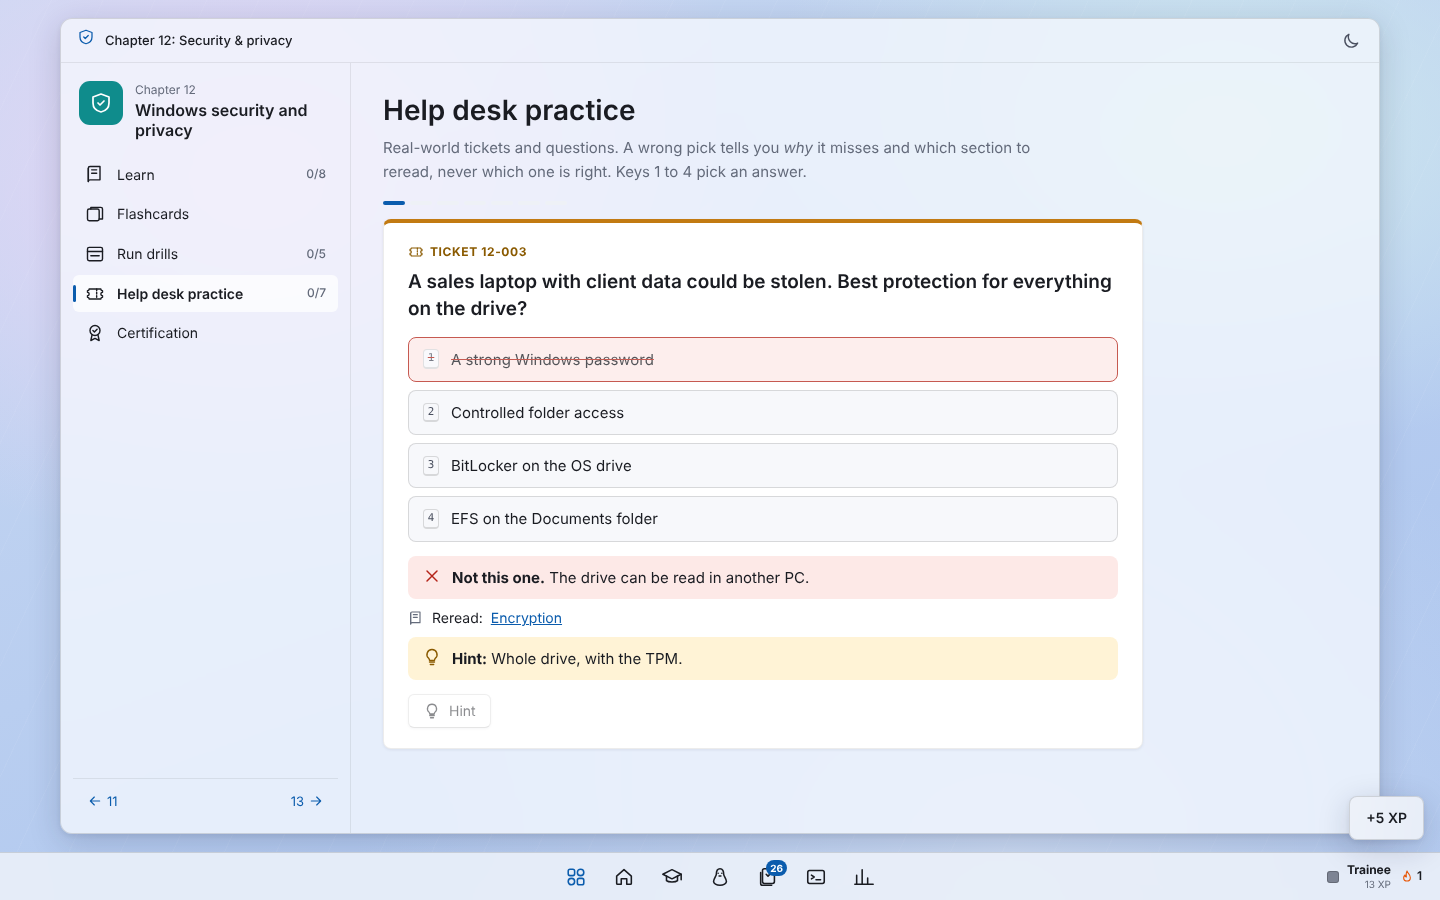 Chapter 12: Security & privacy
Chapter 12
Windows security and
privacy
Learn 0/8
Flashcards
Run drills 0/5
Help desk practice 0/7
Certification
← 11 13 →
Help desk practice
Real-world tickets and questions. A wrong pick tells you why it misses and which section to
reread, never which one is right. Keys 1 to 4 pick an answer.
TICKET 12-003
A sales laptop with client data could be stolen. Best protection for everything
on the drive?
1 A strong Windows password
2 Controlled folder access
3 BitLocker on the OS drive
4 EFS on the Documents folder
Not this one. The drive can be read in another PC.
Reread: Encryption
Hint: Whole drive, with the TPM.
Hint
+5 XP
26
Trainee
13 XP
1